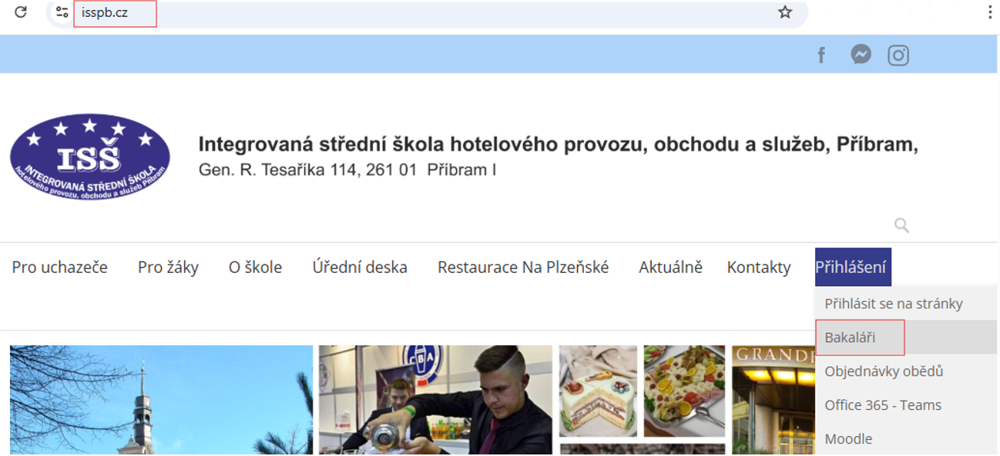 isspb.cz
ISŠ
INTEGROVANÁ STŘEDNÍ ŠKOLA
hotelového provozu, obchodu a služeb Příbram
Integrovaná střední škola hotelového provozu, obchodu a služeb, Příbram,
Gen. R. Tesaříka 114, 261 01 Příbram I
Pro uchazeče Pro žáky O škole Úřední deska Restaurace Na Plzeňské Aktuálně Kontakty Přihlášení
Přihlásit se na stránky
Bakaláři
Objednávky obědů
Office 365 - Teams
Moodle
CBA
GRANDE